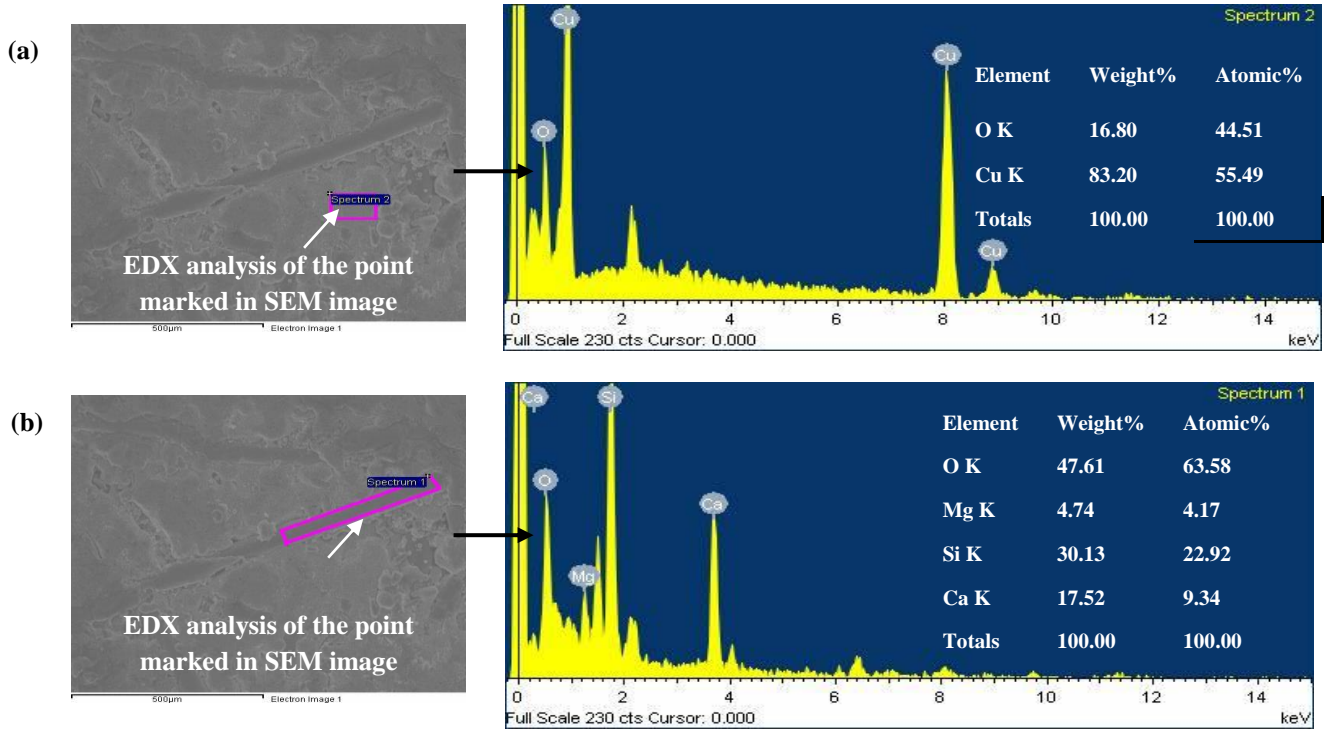 (a)
Spectrum 2
EDX analysis of the point
marked in SEM image
500μm Electron Image 1
Spectrum 2
Cu
O
Cu
Cu
Element Weight% Atomic%
O K 16.80 44.51
Cu K 83.20 55.49
Totals 100.00 100.00
0 2 4 6 8 10 12 14
Full Scale 230 cts Cursor: 0.000 keV
(b)
Spectrum 1
EDX analysis of the point
marked in SEM image
500μm Electron Image 1
Spectrum 1
Ca Si
O
Ca
Mg
Element Weight% Atomic%
O K 47.61 63.58
Mg K 4.74 4.17
Si K 30.13 22.92
Ca K 17.52 9.34
Totals 100.00 100.00
0 2 4 6 8 10 12 14
Full Scale 230 cts Cursor: 0.000 keV